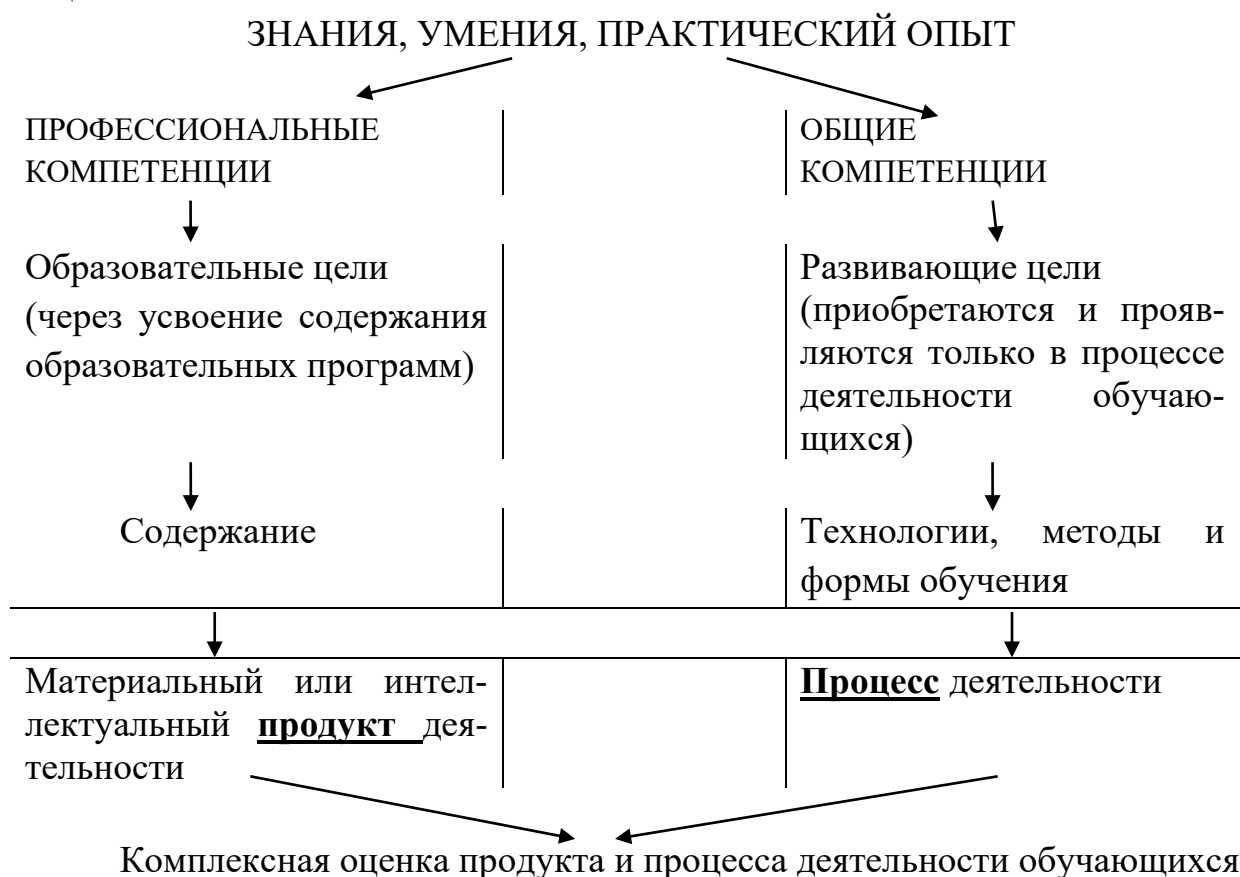 ЗНАНИЯ, УМЕНИЯ, ПРАКТИЧЕСКИЙ ОПЫТ
ПРОФЕССИОНАЛЬНЫЕ
КОМПЕТЕНЦИИ
ОБЩИЕ
КОМПЕТЕНЦИИ
Образовательные цели
(через усвоение содержания
образовательных программ)
Развивающие цели
(приобретаются и прояв-
ляются только в процессе
деятельности обучаю-
щихся)
Содержание
Технологии, методы и
формы обучения
Материальный или интел-
лектуальный продукт дея-
тельности
Процесс деятельности
Комплексная оценка продукта и процесса деятельности обучающихся